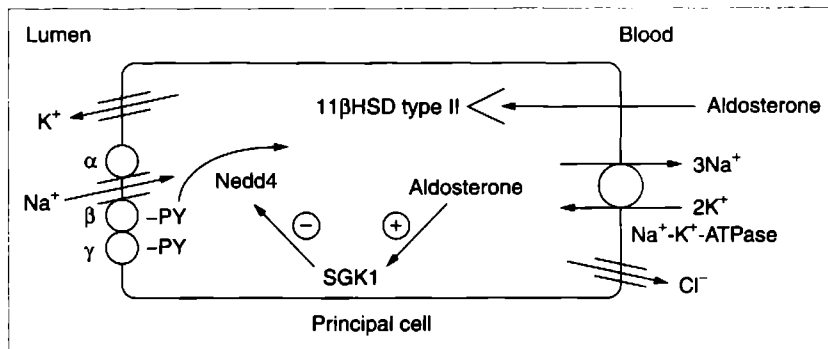 Lumen
Blood
11βHSD type II
Aldosterone
K⁺
α
3Na⁺
Nedd4
Aldosterone
Na⁺
β
–PY
2K⁺
Na⁺-K⁺-ATPase
γ
–PY
–
+
SGK1
Cl⁻
Principal cell